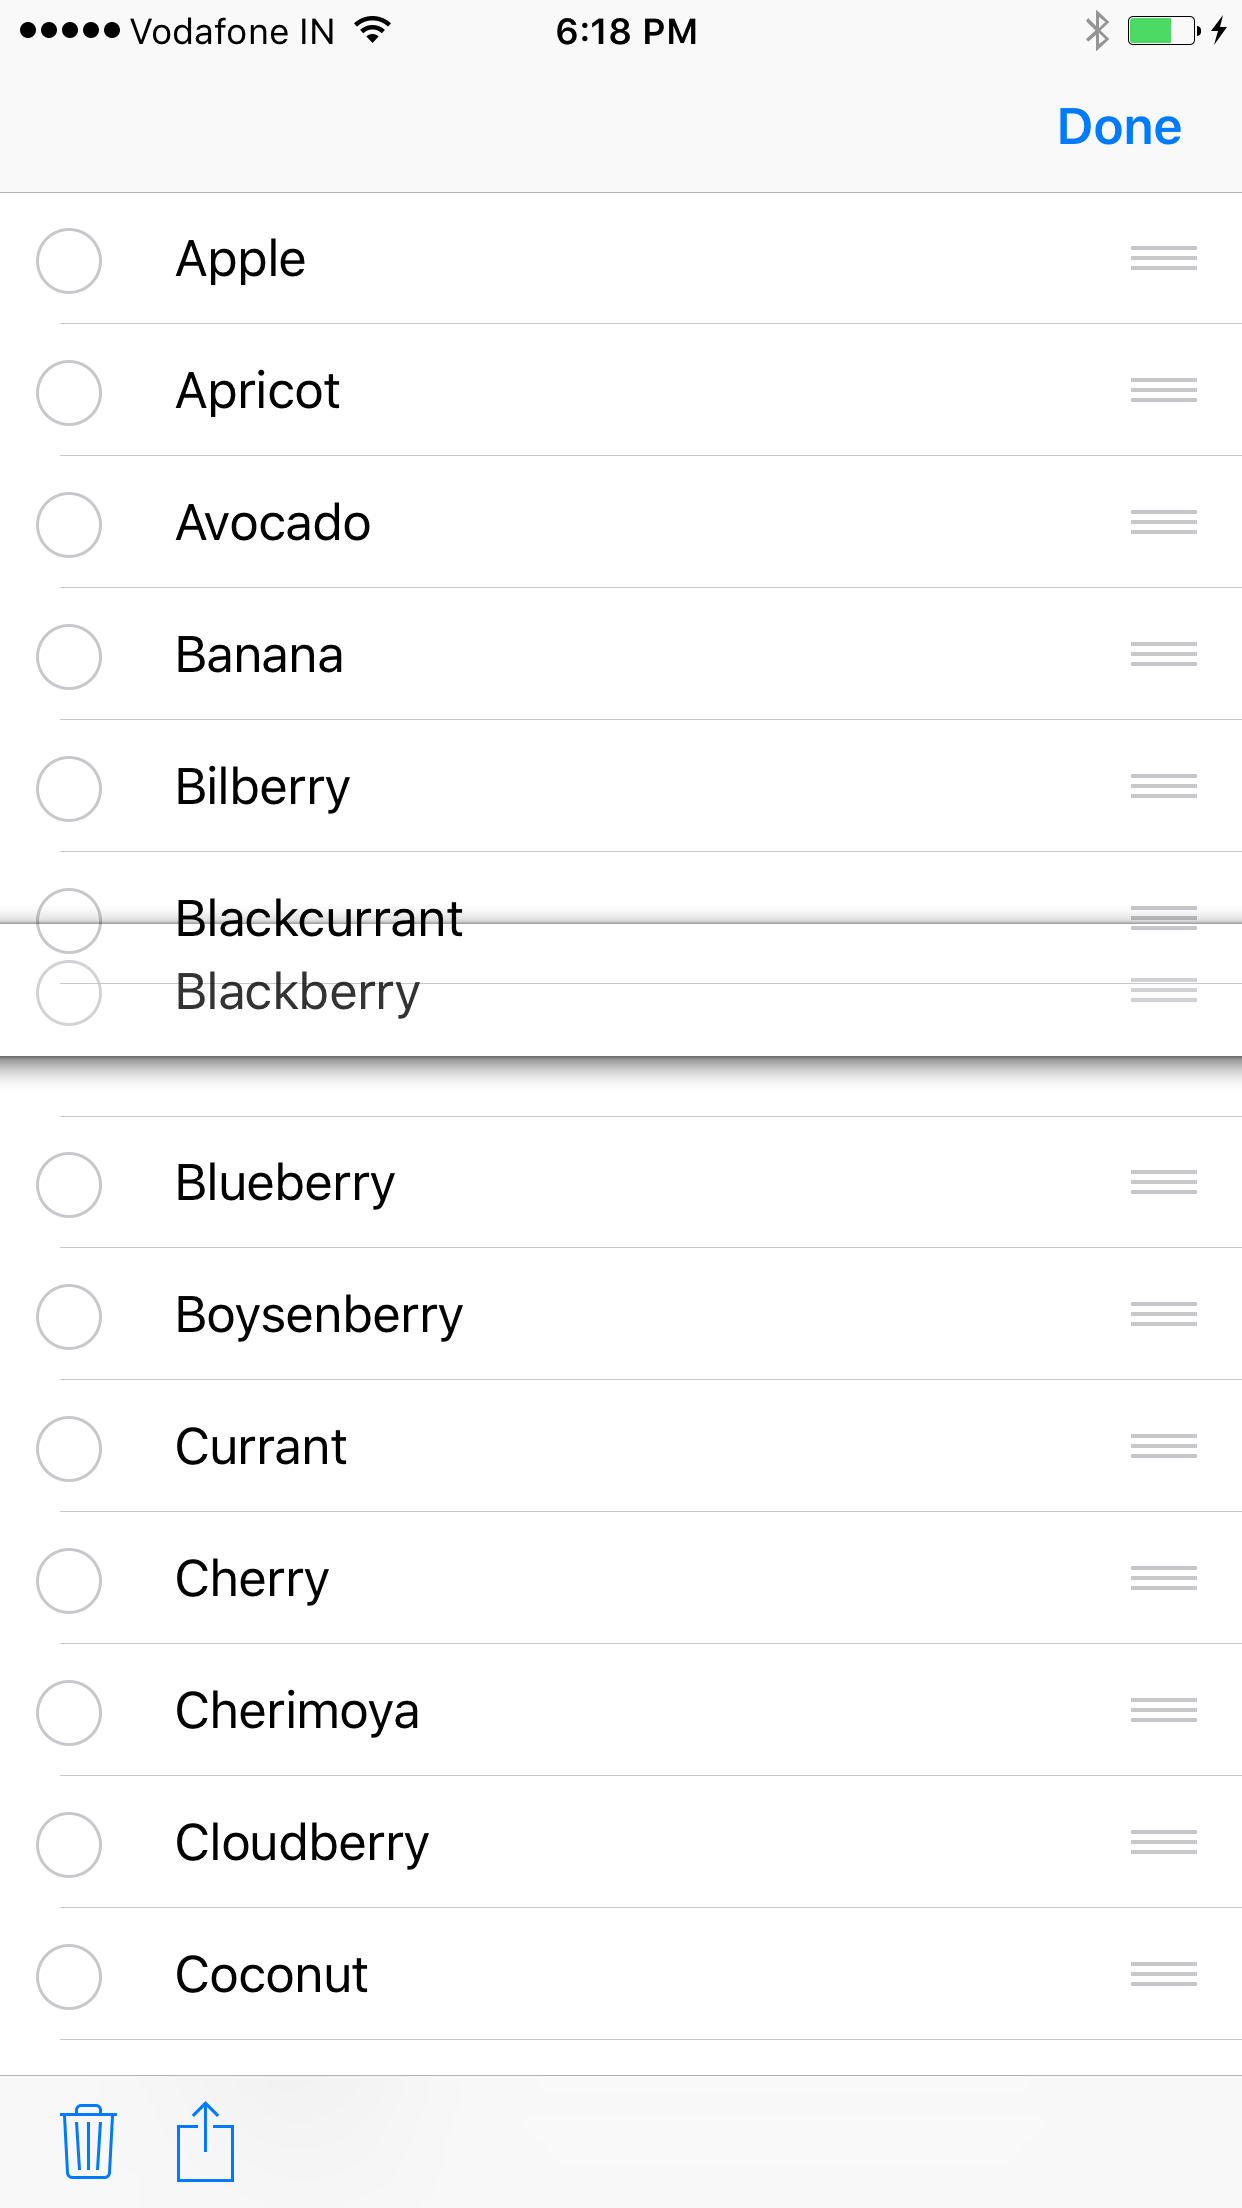 Vodafone IN 6:18 PM
Done
Apple
Apricot
Avocado
Banana
Bilberry
Blackcurrant
Blackberry
Blueberry
Boysenberry
Currant
Cherry
Cherimoya
Cloudberry
Coconut